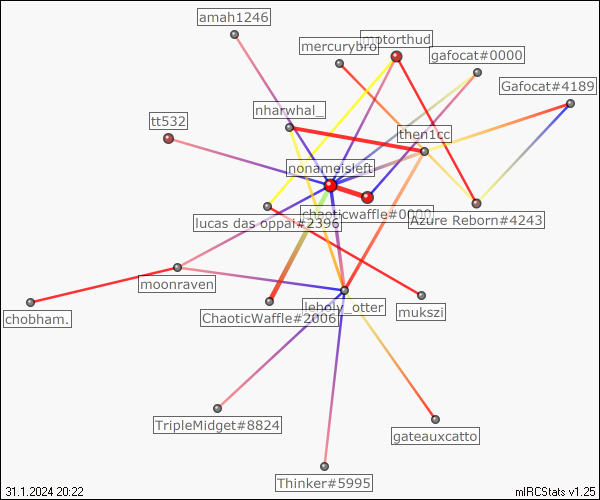 amah1246
motorthud
mercurybro
gafocat#0000
Gafocat#4189
nharwhal_
tt532
then1cc
nonameisleft
chaoticwaffle#0000
Azure Reborn#4243
lucas das oppai#2396
moonraven
leholy_otter
mukszi
chobham.
ChaoticWaffle#2006
TripleMidget#8824
gateauxcatto
Thinker#5995
31.1.2024 20:22
mIRCStats v1.25